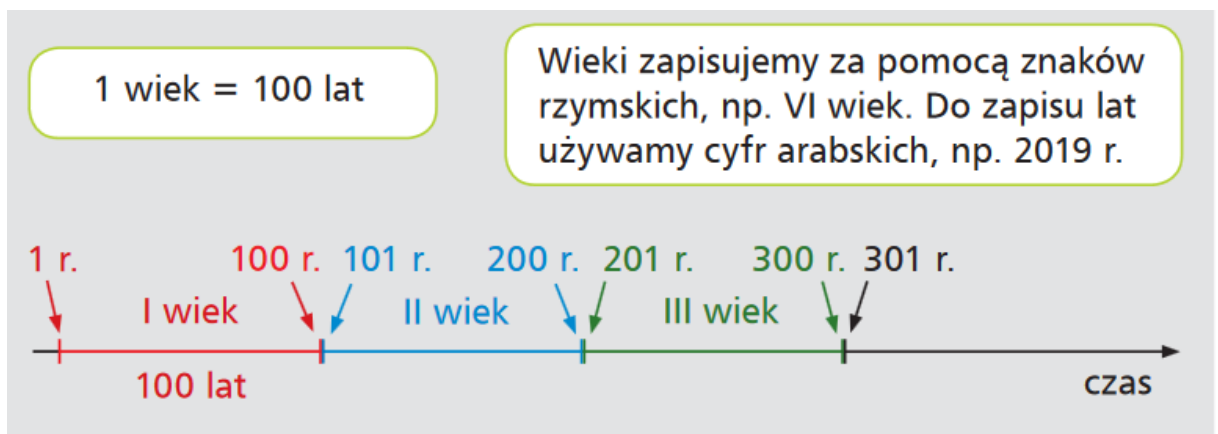 1 wiek = 100 lat
Wieki zapisujemy za pomocą znaków
rzymskich, np. VI wiek. Do zapisu lat
używamy cyfr arabskich, np. 2019 r.
1 r. 100 r. 101 r. 200 r. 201 r. 300 r. 301 r.
I wiek II wiek III wiek
100 lat czas